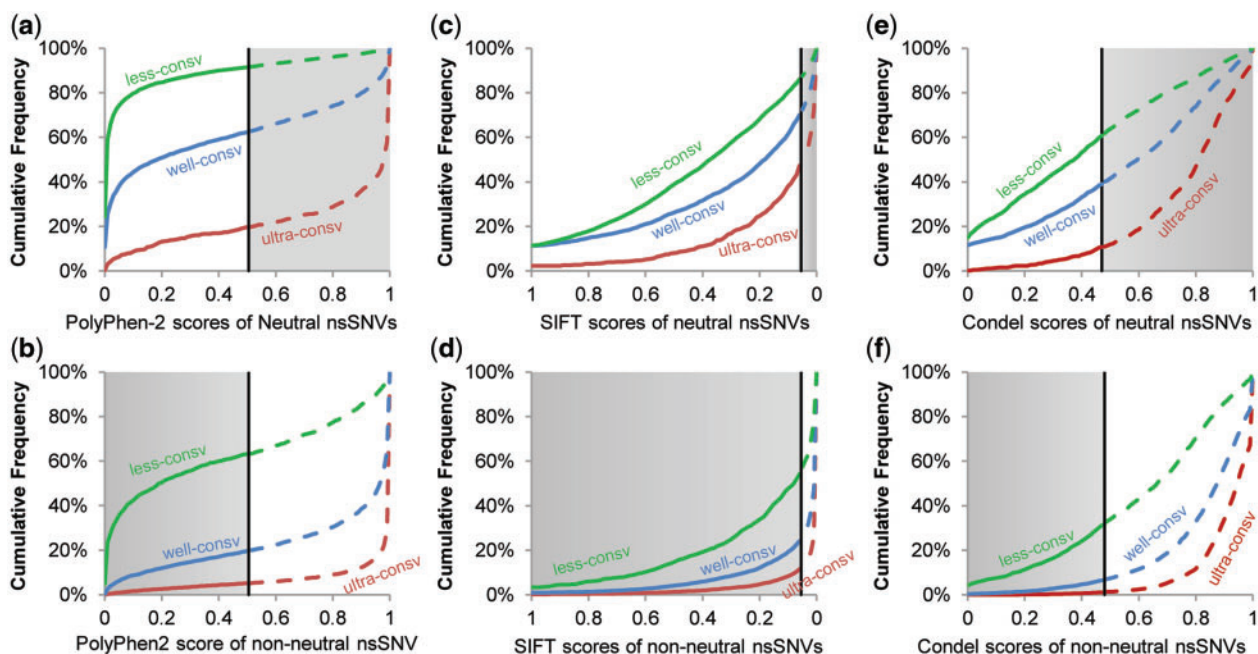 (a)
100%
80%
60%
40%
20%
0%
Cumulative Frequency
less-consv
well-consv
ultra-consv
0 0.2 0.4 0.6 0.8 1
PolyPhen-2 scores of Neutral nsSNVs
(c)
100%
80%
60%
40%
20%
0%
Cumulative Frequency
less-consv
well-consv
ultra-consv
1 0.8 0.6 0.4 0.2 0
SIFT scores of neutral nsSNVs
(e)
100%
80%
60%
40%
20%
0%
Cumulative Frequency
less-consv
well-consv
ultra-consv
0 0.2 0.4 0.6 0.8 1
Condel scores of neutral nsSNVs
(b)
100%
80%
60%
40%
20%
0%
Cumulative Frequency
less-consv
well-consv
ultra-consv
0 0.2 0.4 0.6 0.8 1
PolyPhen2 score of non-neutral nsSNV
(d)
100%
80%
60%
40%
20%
0%
Cumulative Frequency
less-consv
well-consv
ultra-consv
1 0.8 0.6 0.4 0.2 0
SIFT scores of non-neutral nsSNVs
(f)
100%
80%
60%
40%
20%
0%
Cumulative Frequency
less-consv
well-consv
ultra-consv
0 0.2 0.4 0.6 0.8 1
Condel scores of non-neutral nsSNVs